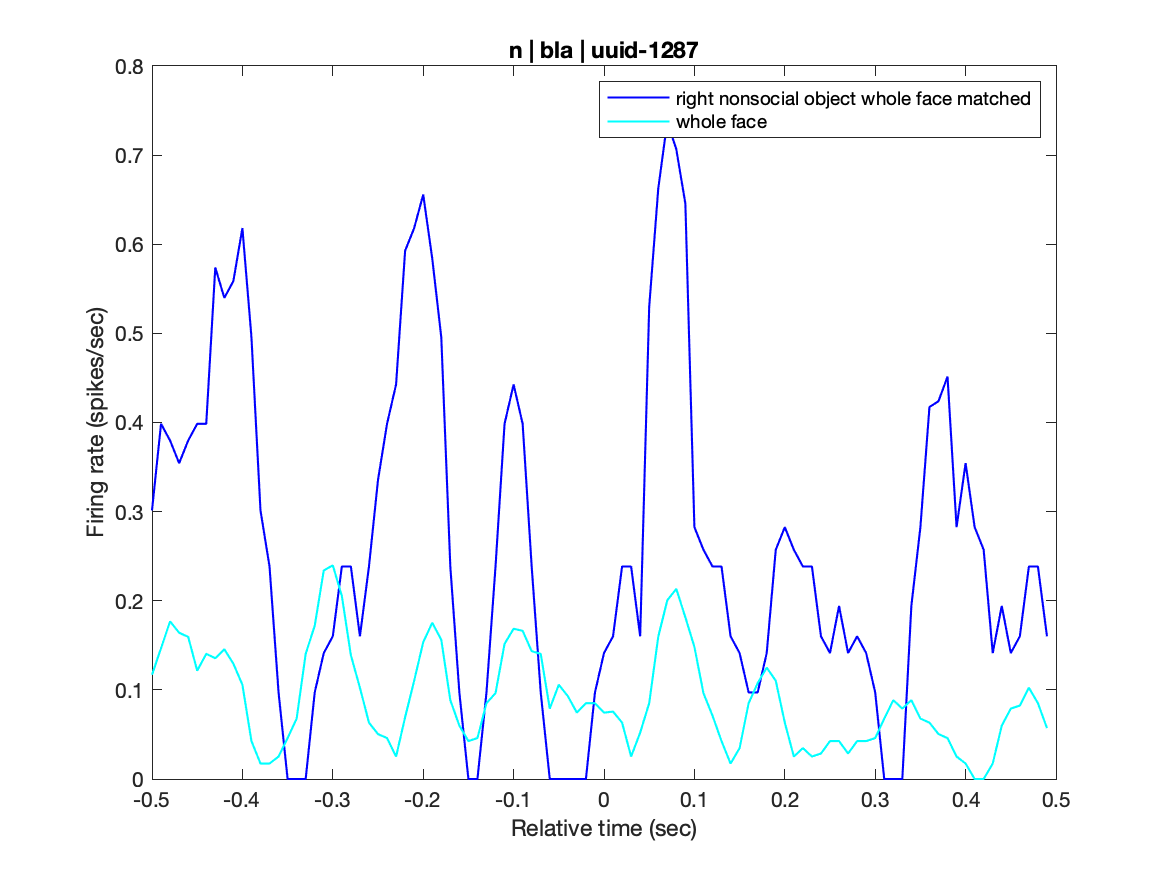 n | bla | uuid-1287
right nonsocial object whole face matched
whole face
Firing rate (spikes/sec)
0.8
0.7
0.6
0.5
0.4
0.3
0.2
0.1
0
-0.5 -0.4 -0.3 -0.2 -0.1 0 0.1 0.2 0.3 0.4 0.5
Relative time (sec)